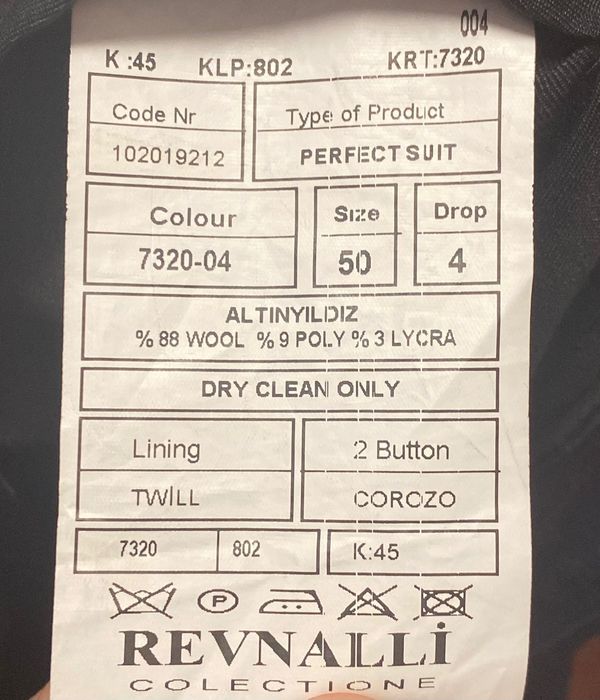 004
K :45 KLP:802 KRT:7320
Code Nr Type of Product
102019212 PERFECT SUIT
Colour Size Drop
7320-04 50 4
ALTINYILDIZ
% 88 WOOL % 9 POLY % 3 LYCRA
DRY CLEAN ONLY
Lining 2 Button
TWILL COROZO
7320 802 K:45
P
REVNALLİ
COLECTIONE